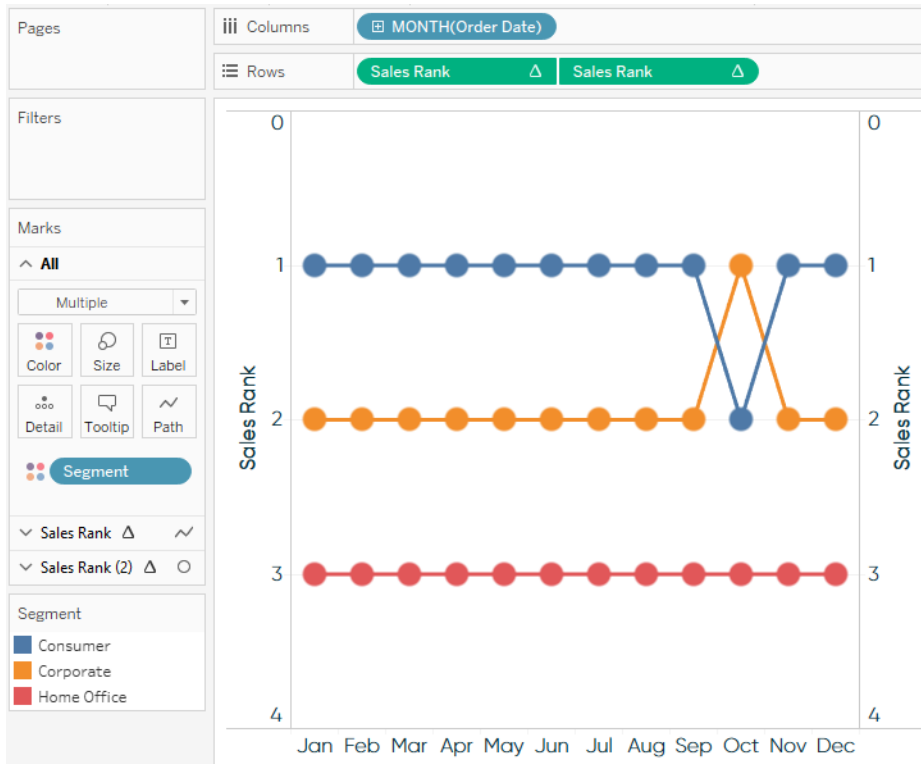 Pages
Columns
MONTH(Order Date)
Rows
Sales Rank Δ Sales Rank Δ
Filters
Marks
All
Multiple
Color Size Label
Detail Tooltip Path
Segment
Sales Rank Δ
Sales Rank (2) Δ
Segment
Consumer
Corporate
Home Office
0
1
2
3
4
Sales Rank
0
1
2
3
4
Sales Rank
Jan Feb Mar Apr May Jun Jul Aug Sep Oct Nov Dec